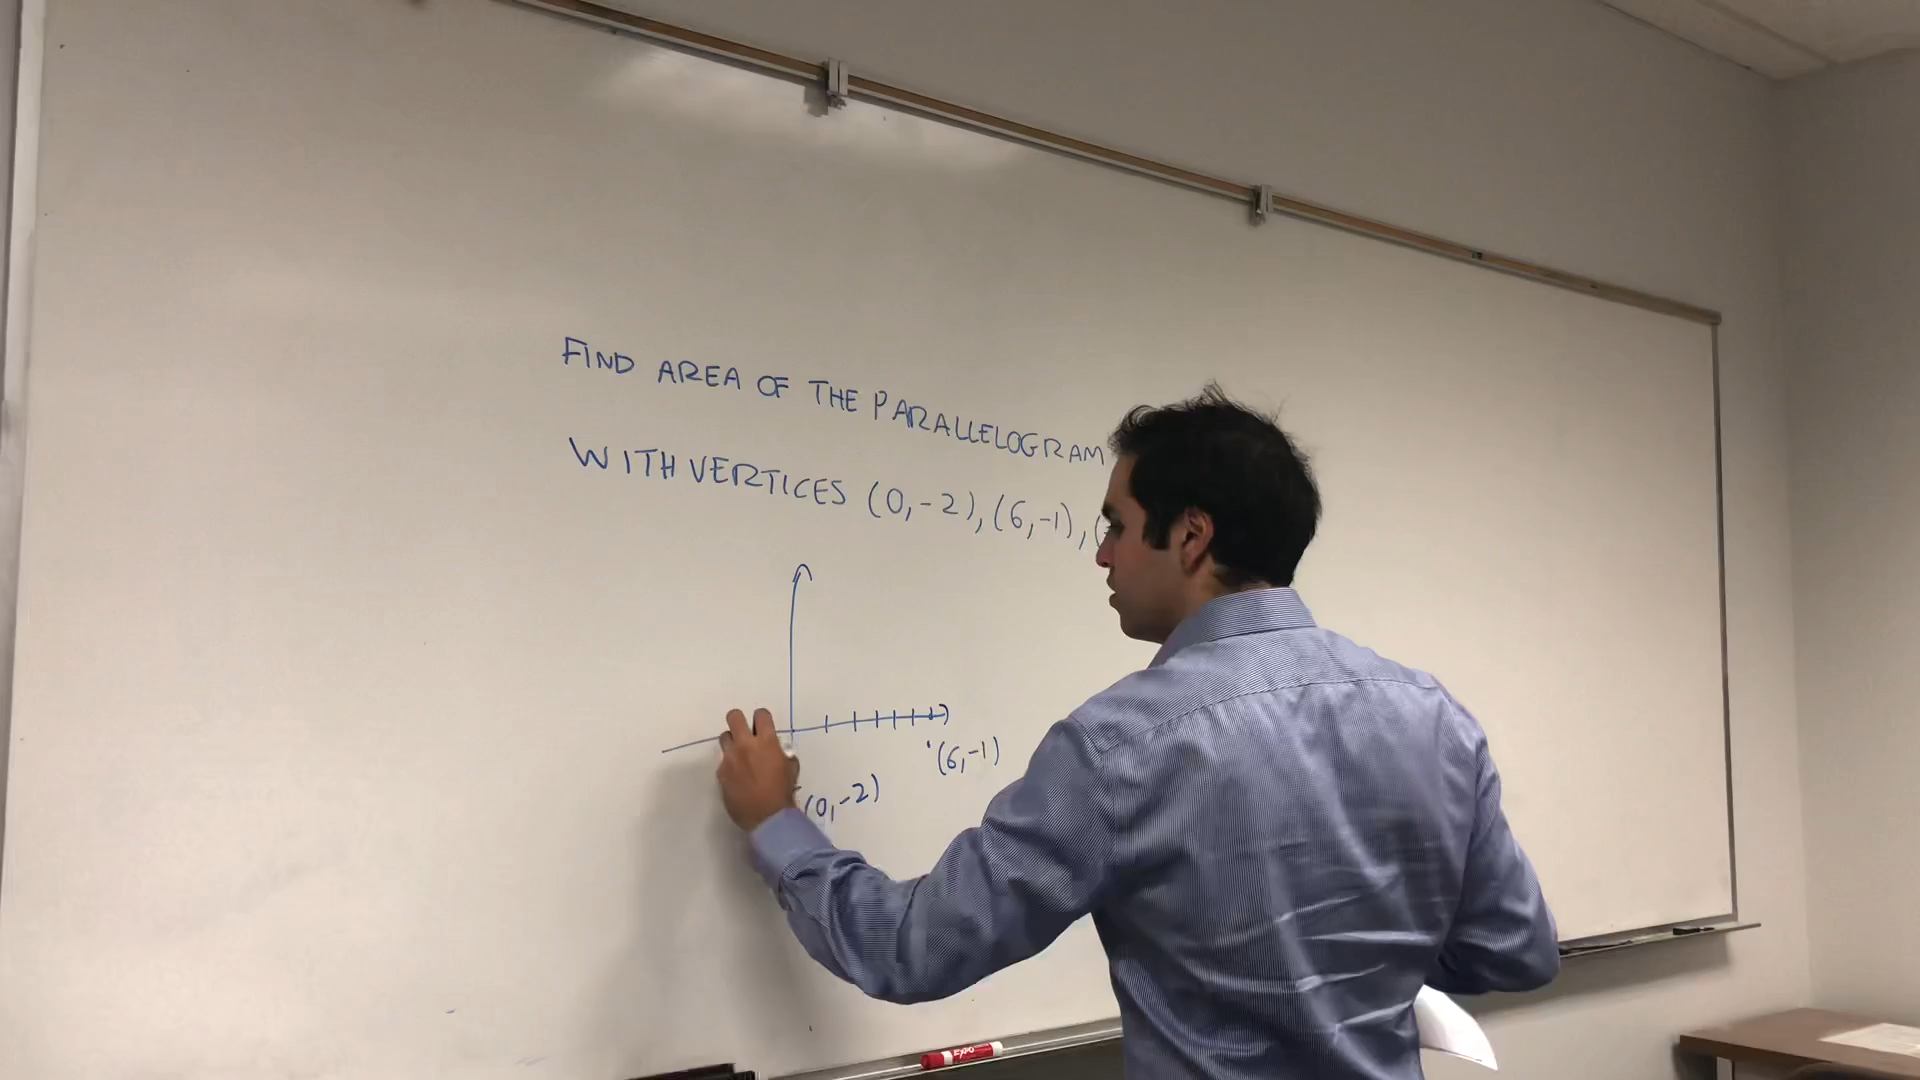 FIND AREA OF THE PARALLELOGRAM
WITH VERTICES (0,-2), (6,-1), (
(6,-1)
(0,-2)
EXPO